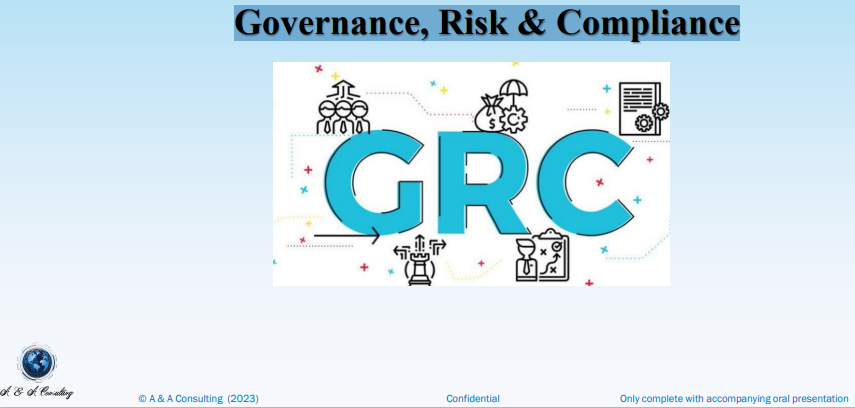 Governance, Risk & Compliance
GRC
A & A Consulting
© A & A Consulting (2023)
Confidential
Only complete with accompanying oral presentation